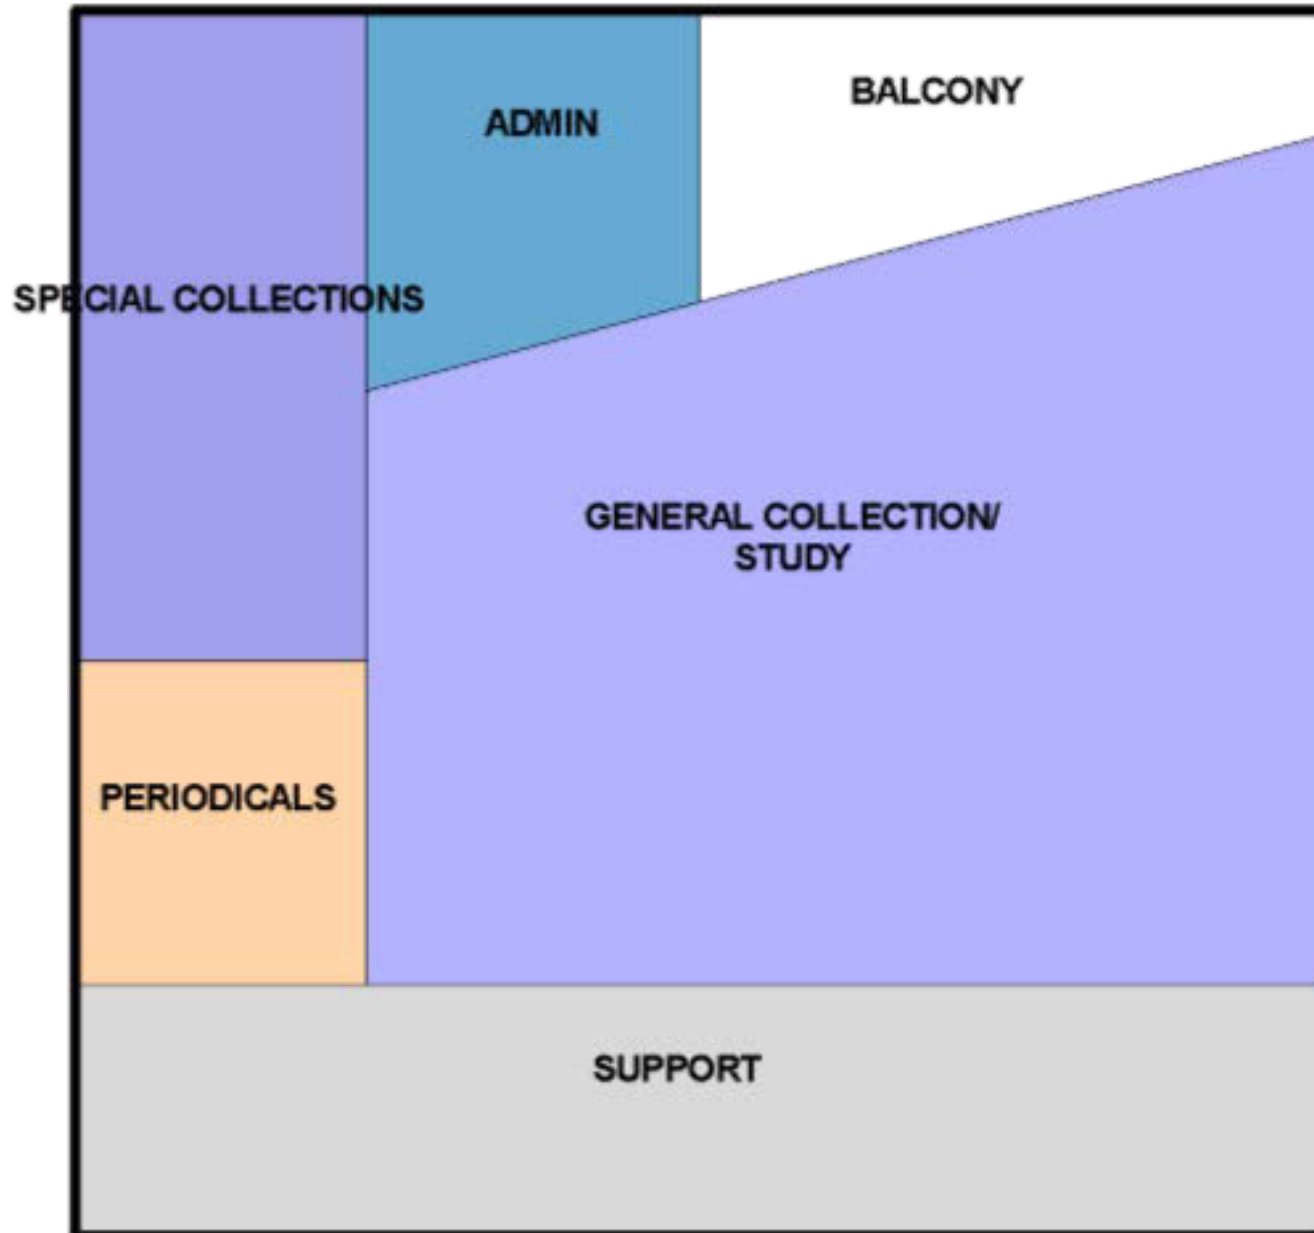 BALCONY
ADMIN
SPECIAL COLLECTIONS
GENERAL COLLECTION/
STUDY
PERIODICALS
SUPPORT